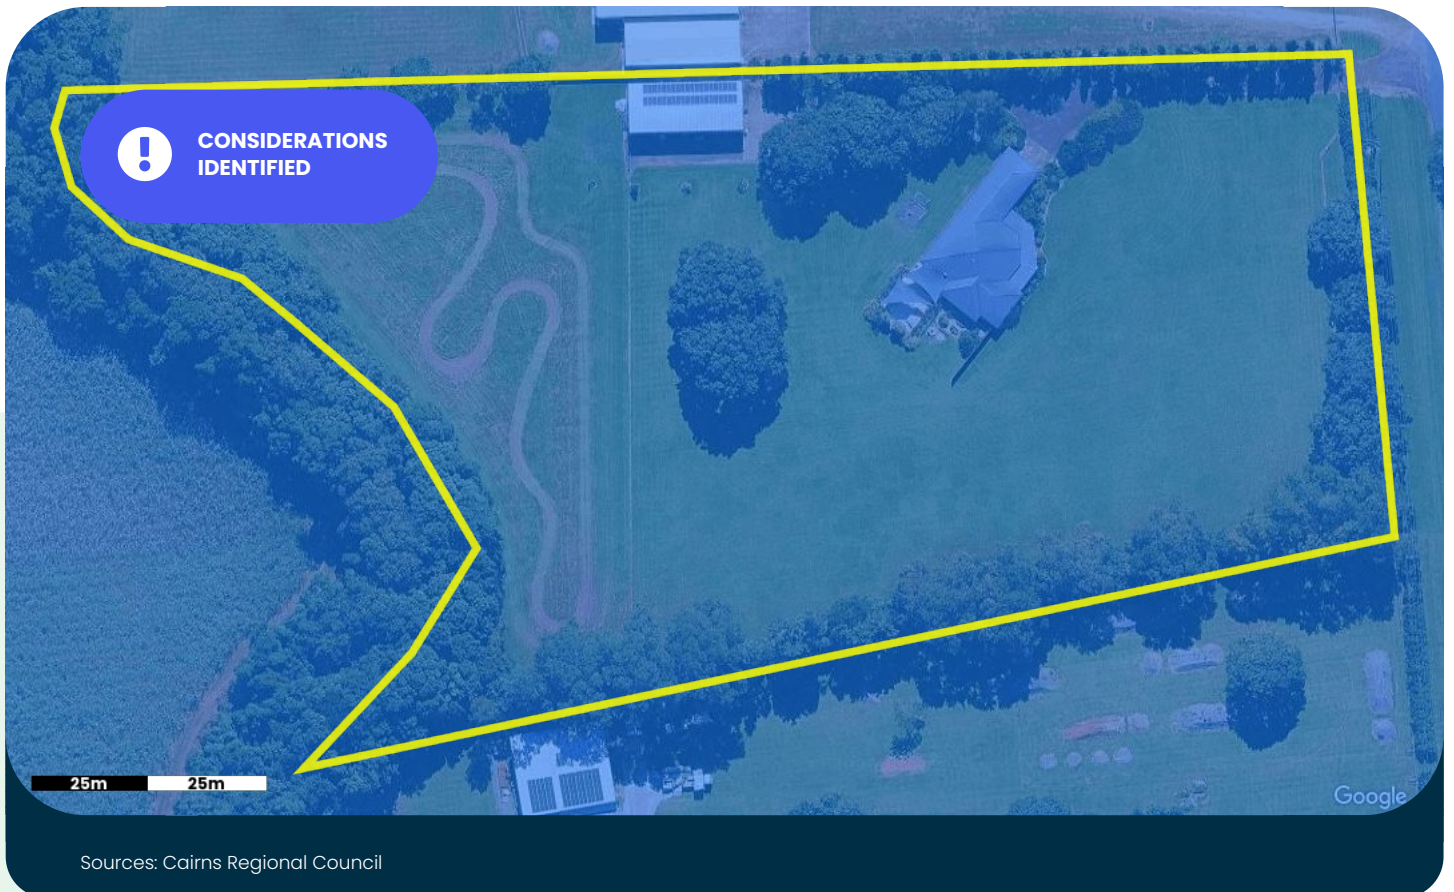 CONSIDERATIONS
IDENTIFIED
25m 25m
Google
Sources: Cairns Regional Council